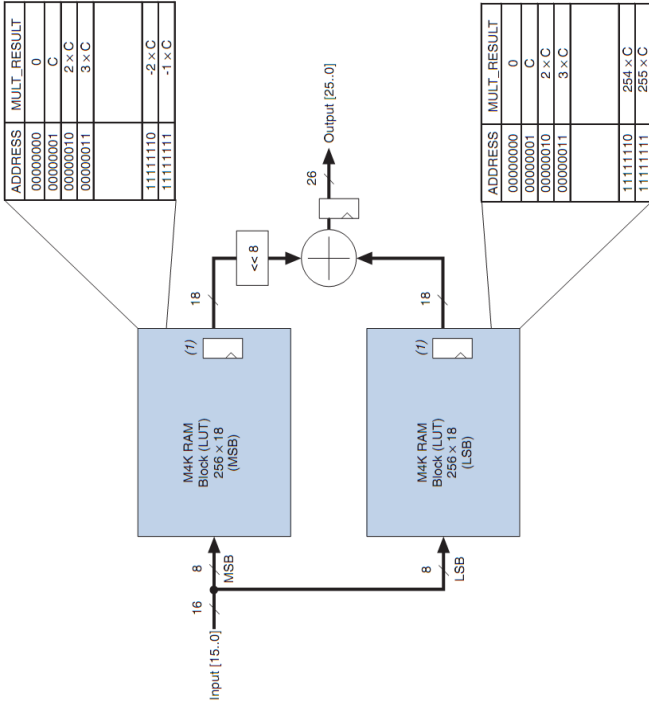 ADDRESS MULT_RESULT
00000000 0
00000001 C
00000010 2 × C
00000011 3 × C
11111110 -2 × C
11111111 -1 × C
Input [15..0]
16
8
MSB
M4K RAM
Block (LUT)
256 × 18
(MSB)
(1)
18
<< 8
26
Output [25..0]
8
LSB
M4K RAM
Block (LUT)
256 × 18
(LSB)
(1)
18
ADDRESS MULT_RESULT
00000000 0
00000001 C
00000010 2 × C
00000011 3 × C
11111110 254 × C
11111111 255 × C